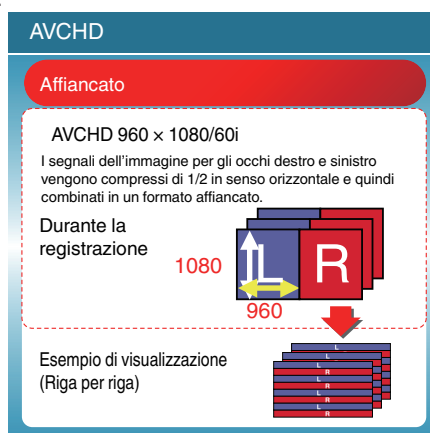 AVCHD
Affiancato
AVCHD 960 × 1080/60i
I segnali dell'immagine per gli occhi destro e sinistro
vengono compressi di 1/2 in senso orizzontale e quindi
combinati in un formato affiancato.
Durante la
registrazione
1080
L
R
960
Esempio di visualizzazione
(Riga per riga)
L
R
L
R
L
R
L
R